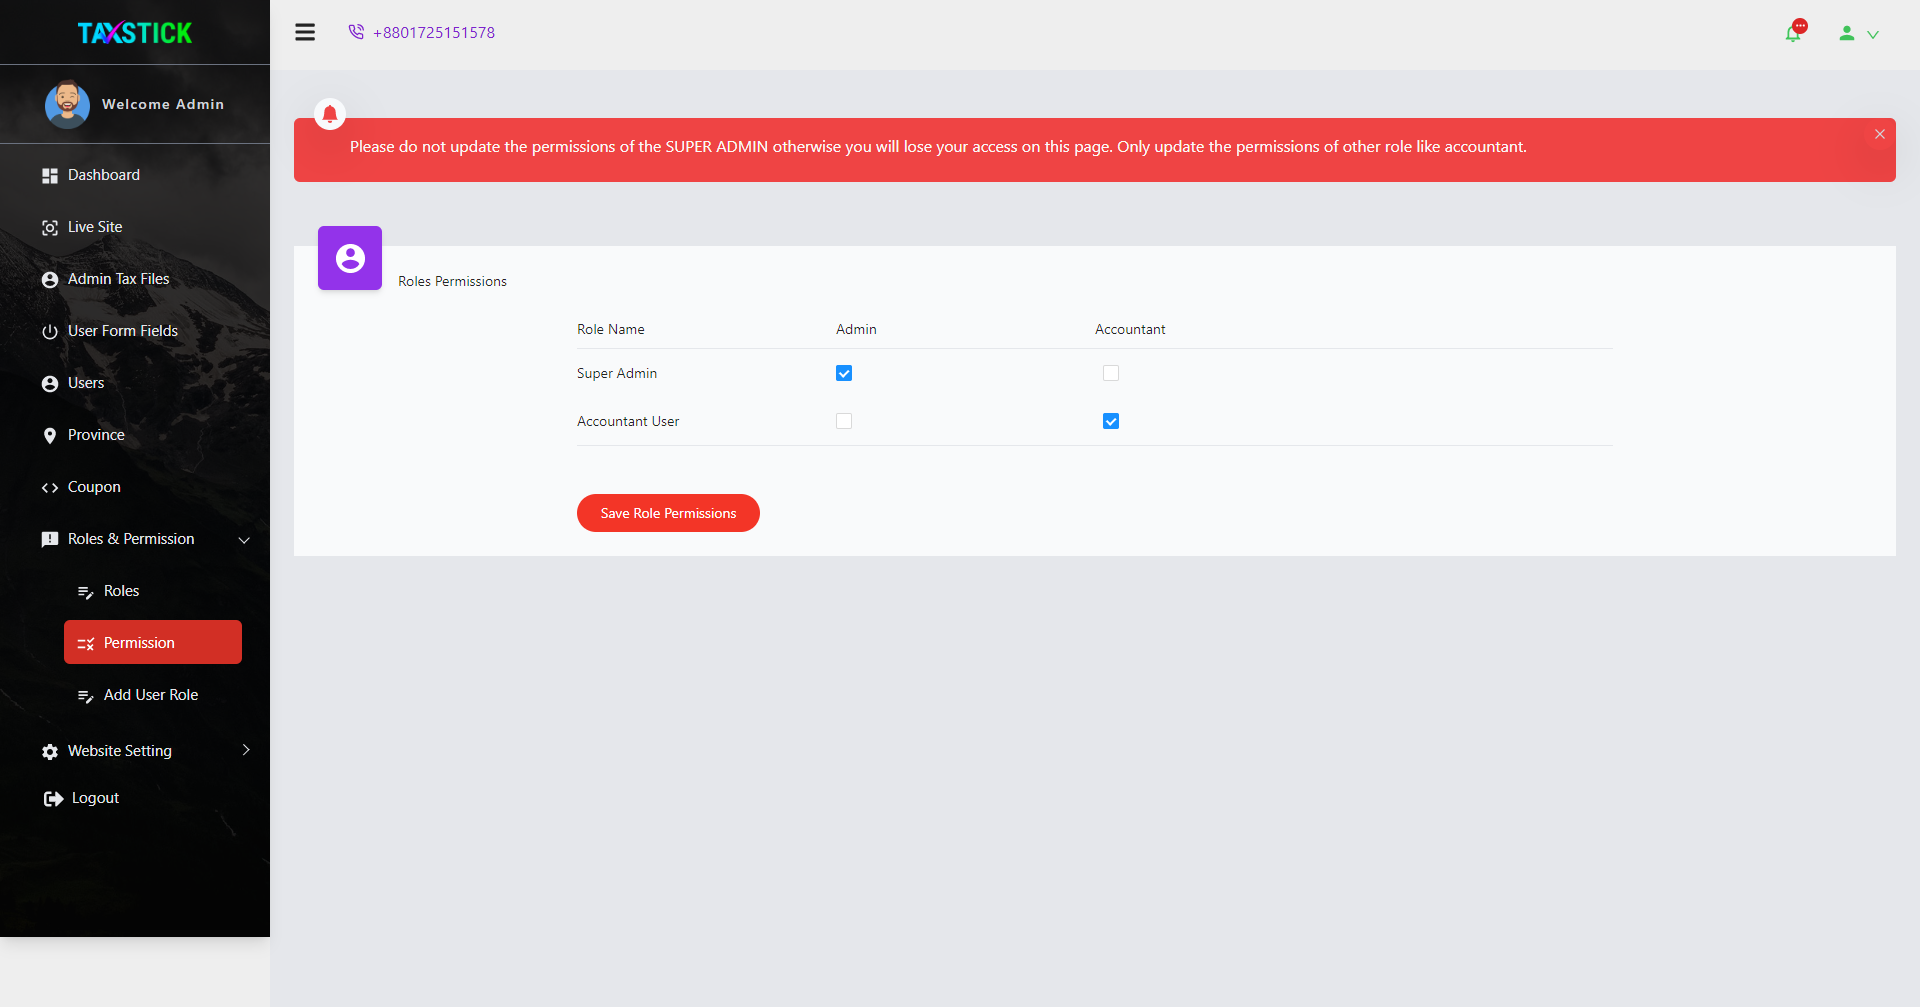 TAXSTICK
+8801725151578
Welcome Admin
Please do not update the permissions of the SUPER ADMIN otherwise you will lose your access on this page. Only update the permissions of other role like accountant.
Dashboard
Live Site
Admin Tax Files
User Form Fields
Users
Province
Coupon
Roles & Permission
Roles
Permission
Add User Role
Website Setting
Logout
Roles Permissions
Role Name Admin Accountant
Super Admin
Accountant User
Save Role Permissions